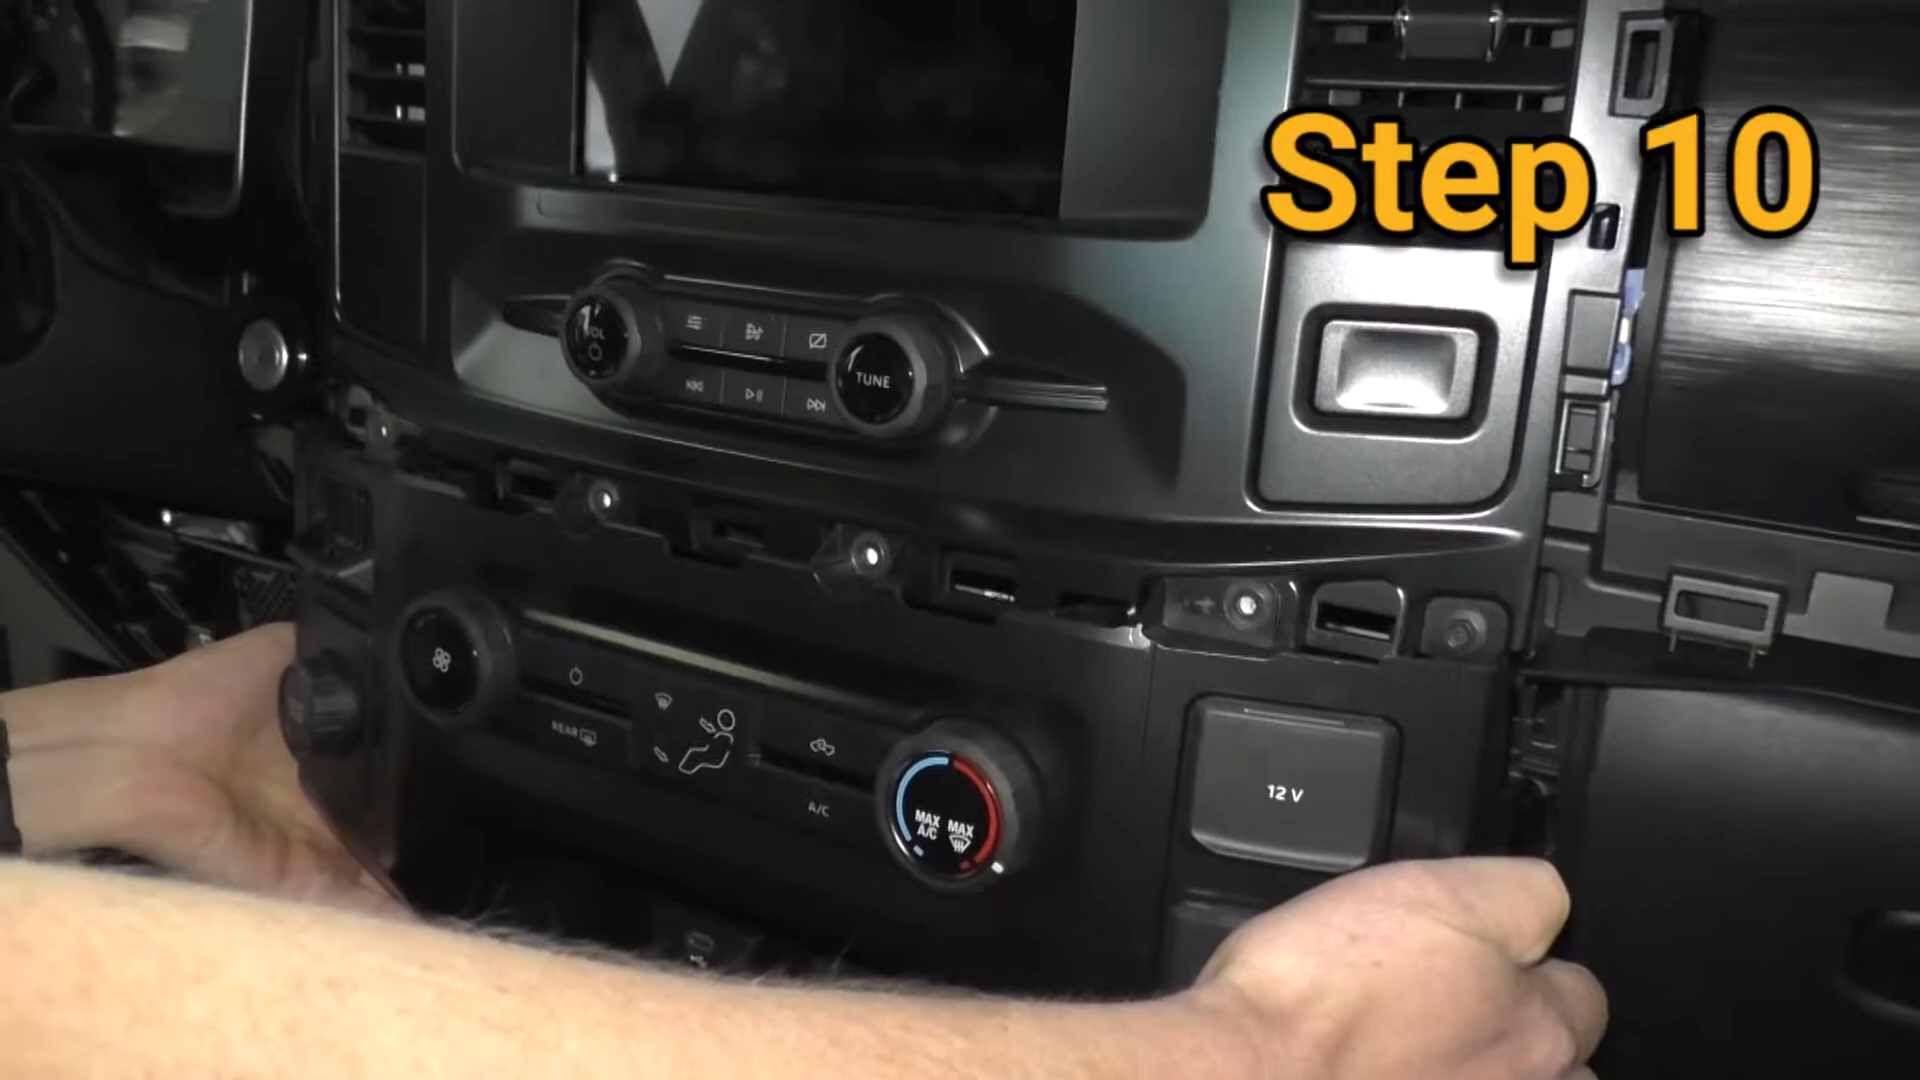 Step 10
VOL
TUNE
REAR
A/C
MAX
A/C
MAX
12 V